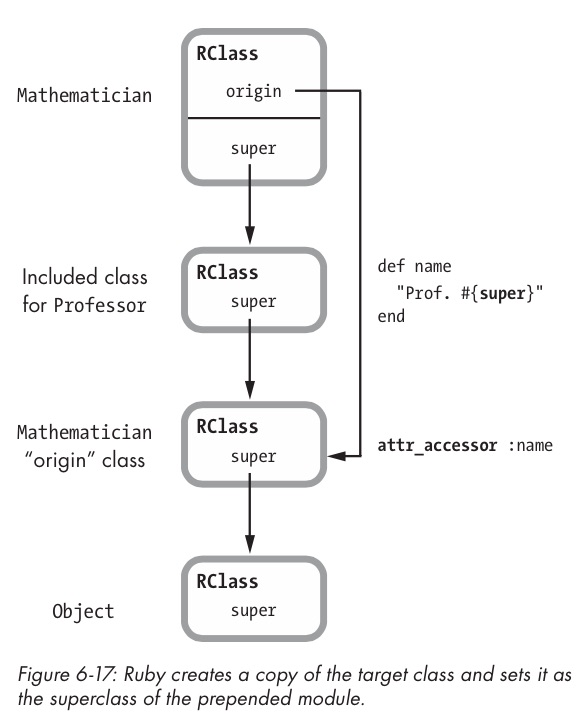 RClass
Mathematician
origin
super
Included class
for Professor
RClass
super
def name
"Prof. #{super}"
end
Mathematician
“origin” class
RClass
super
attr_accessor :name
Object
RClass
super
Figure 6-17: Ruby creates a copy of the target class and sets it as
the superclass of the prepended module.